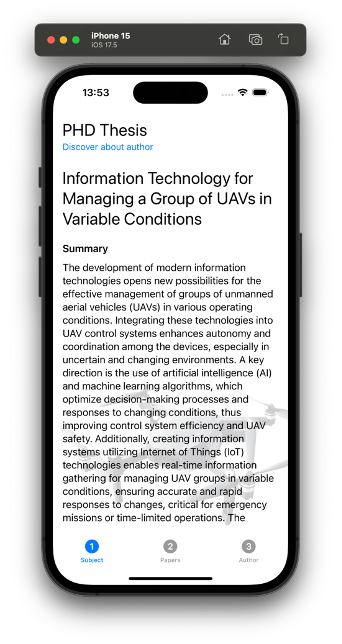 iPhone 15
iOS 17.5
13:53
PHD Thesis
Discover about author
Information Technology for
Managing a Group of UAVs in
Variable Conditions
Summary
The development of modern information
technologies opens new possibilities for the
effective management of groups of unmanned
aerial vehicles (UAVs) in various operating
conditions. Integrating these technologies into
UAV control systems enhances autonomy and
coordination among the devices, especially in
uncertain and changing environments. A key
direction is the use of artificial intelligence (AI)
and machine learning algorithms, which
optimize decision-making processes and
responses to changing conditions, thus
improving control system efficiency and UAV
safety. Additionally, creating information
systems utilizing Internet of Things (IoT)
technologies enables real-time information
gathering for managing UAV groups in variable
conditions, ensuring accurate and rapid
responses to changes, critical for emergency
missions or time-limited operations. The
1 2 3
Subject Papers Author